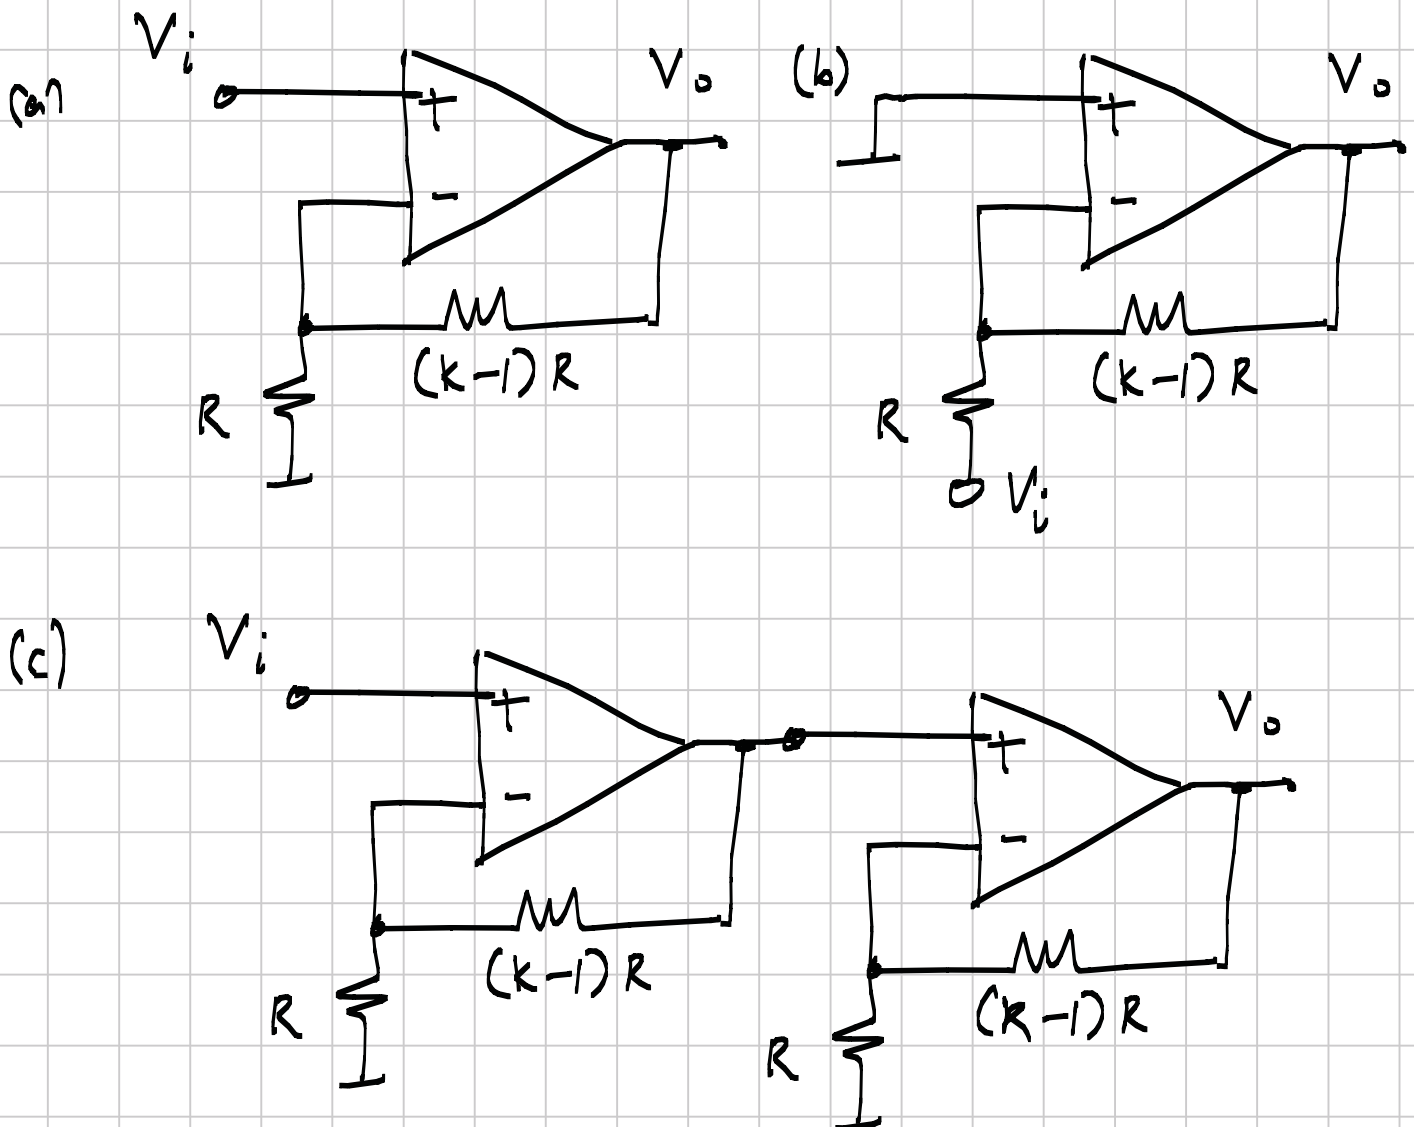 (a) Vi + - Vo (k-1)R R
(b) + - Vo (k-1)R R Vi
(c) Vi + - (k-1)R R + - Vo (k-1)R R